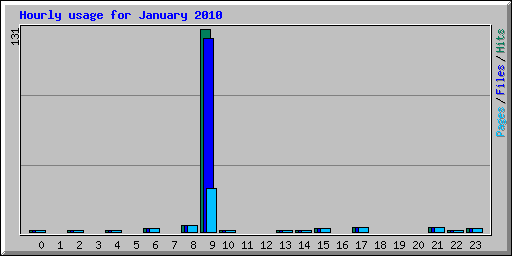 Hourly usage for January 2010
131
Pages/Files/Hits
0 1 2 3 4 5 6 7 8 9 10 11 12 13 14 15 16 17 18 19 20 21 22 23